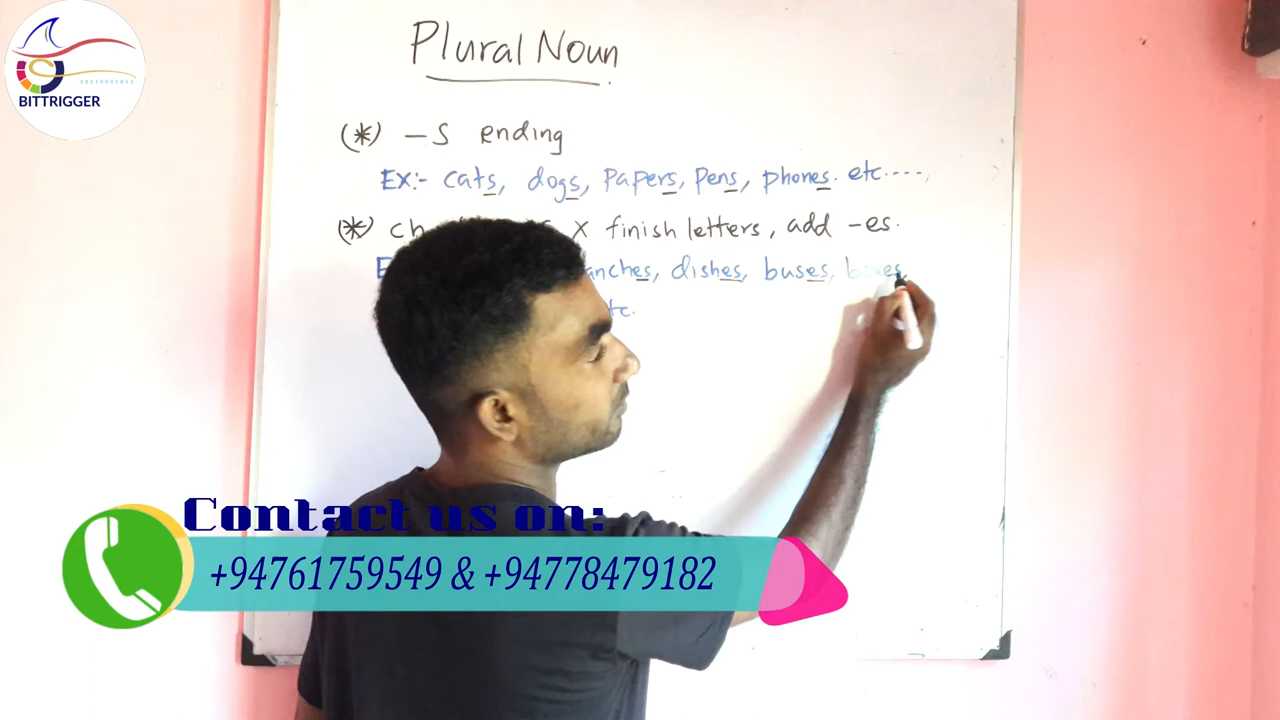 BITTRIGGER
Plural Noun
(*) – S ending
Ex:- cats, dogs, Papers, Pens, phones. etc.....,
(*) ch X finish letters, add -es.
dishes, buses, boxes
Contact us on:
+94761759549 & +94778479182